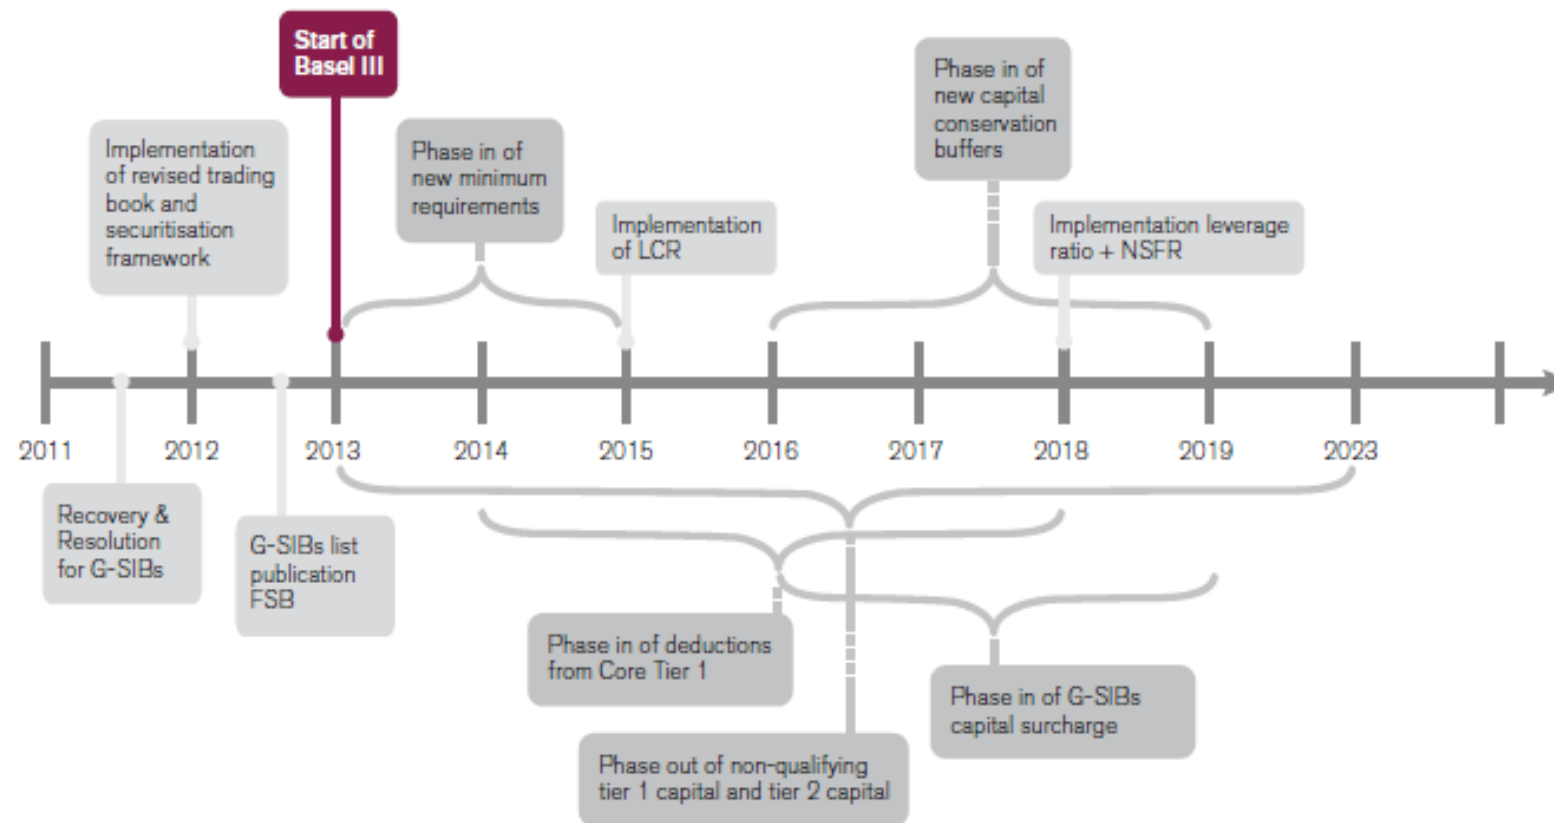 Start of
Basel III
Implementation
of revised trading
book and
securitisation
framework
Phase in of
new minimum
requirements
Implementation
of LCR
Phase in of
new capital
conservation
buffers
Implementation leverage
ratio + NSFR
2011
2012
2013
2014
2015
2016
2017
2018
2019
2023
Recovery &
Resolution
for G-SIBs
G-SIBs list
publication
FSB
Phase in of deductions
from Core Tier 1
Phase in of G-SIBs
capital surcharge
Phase out of non-qualifying
tier 1 capital and tier 2 capital